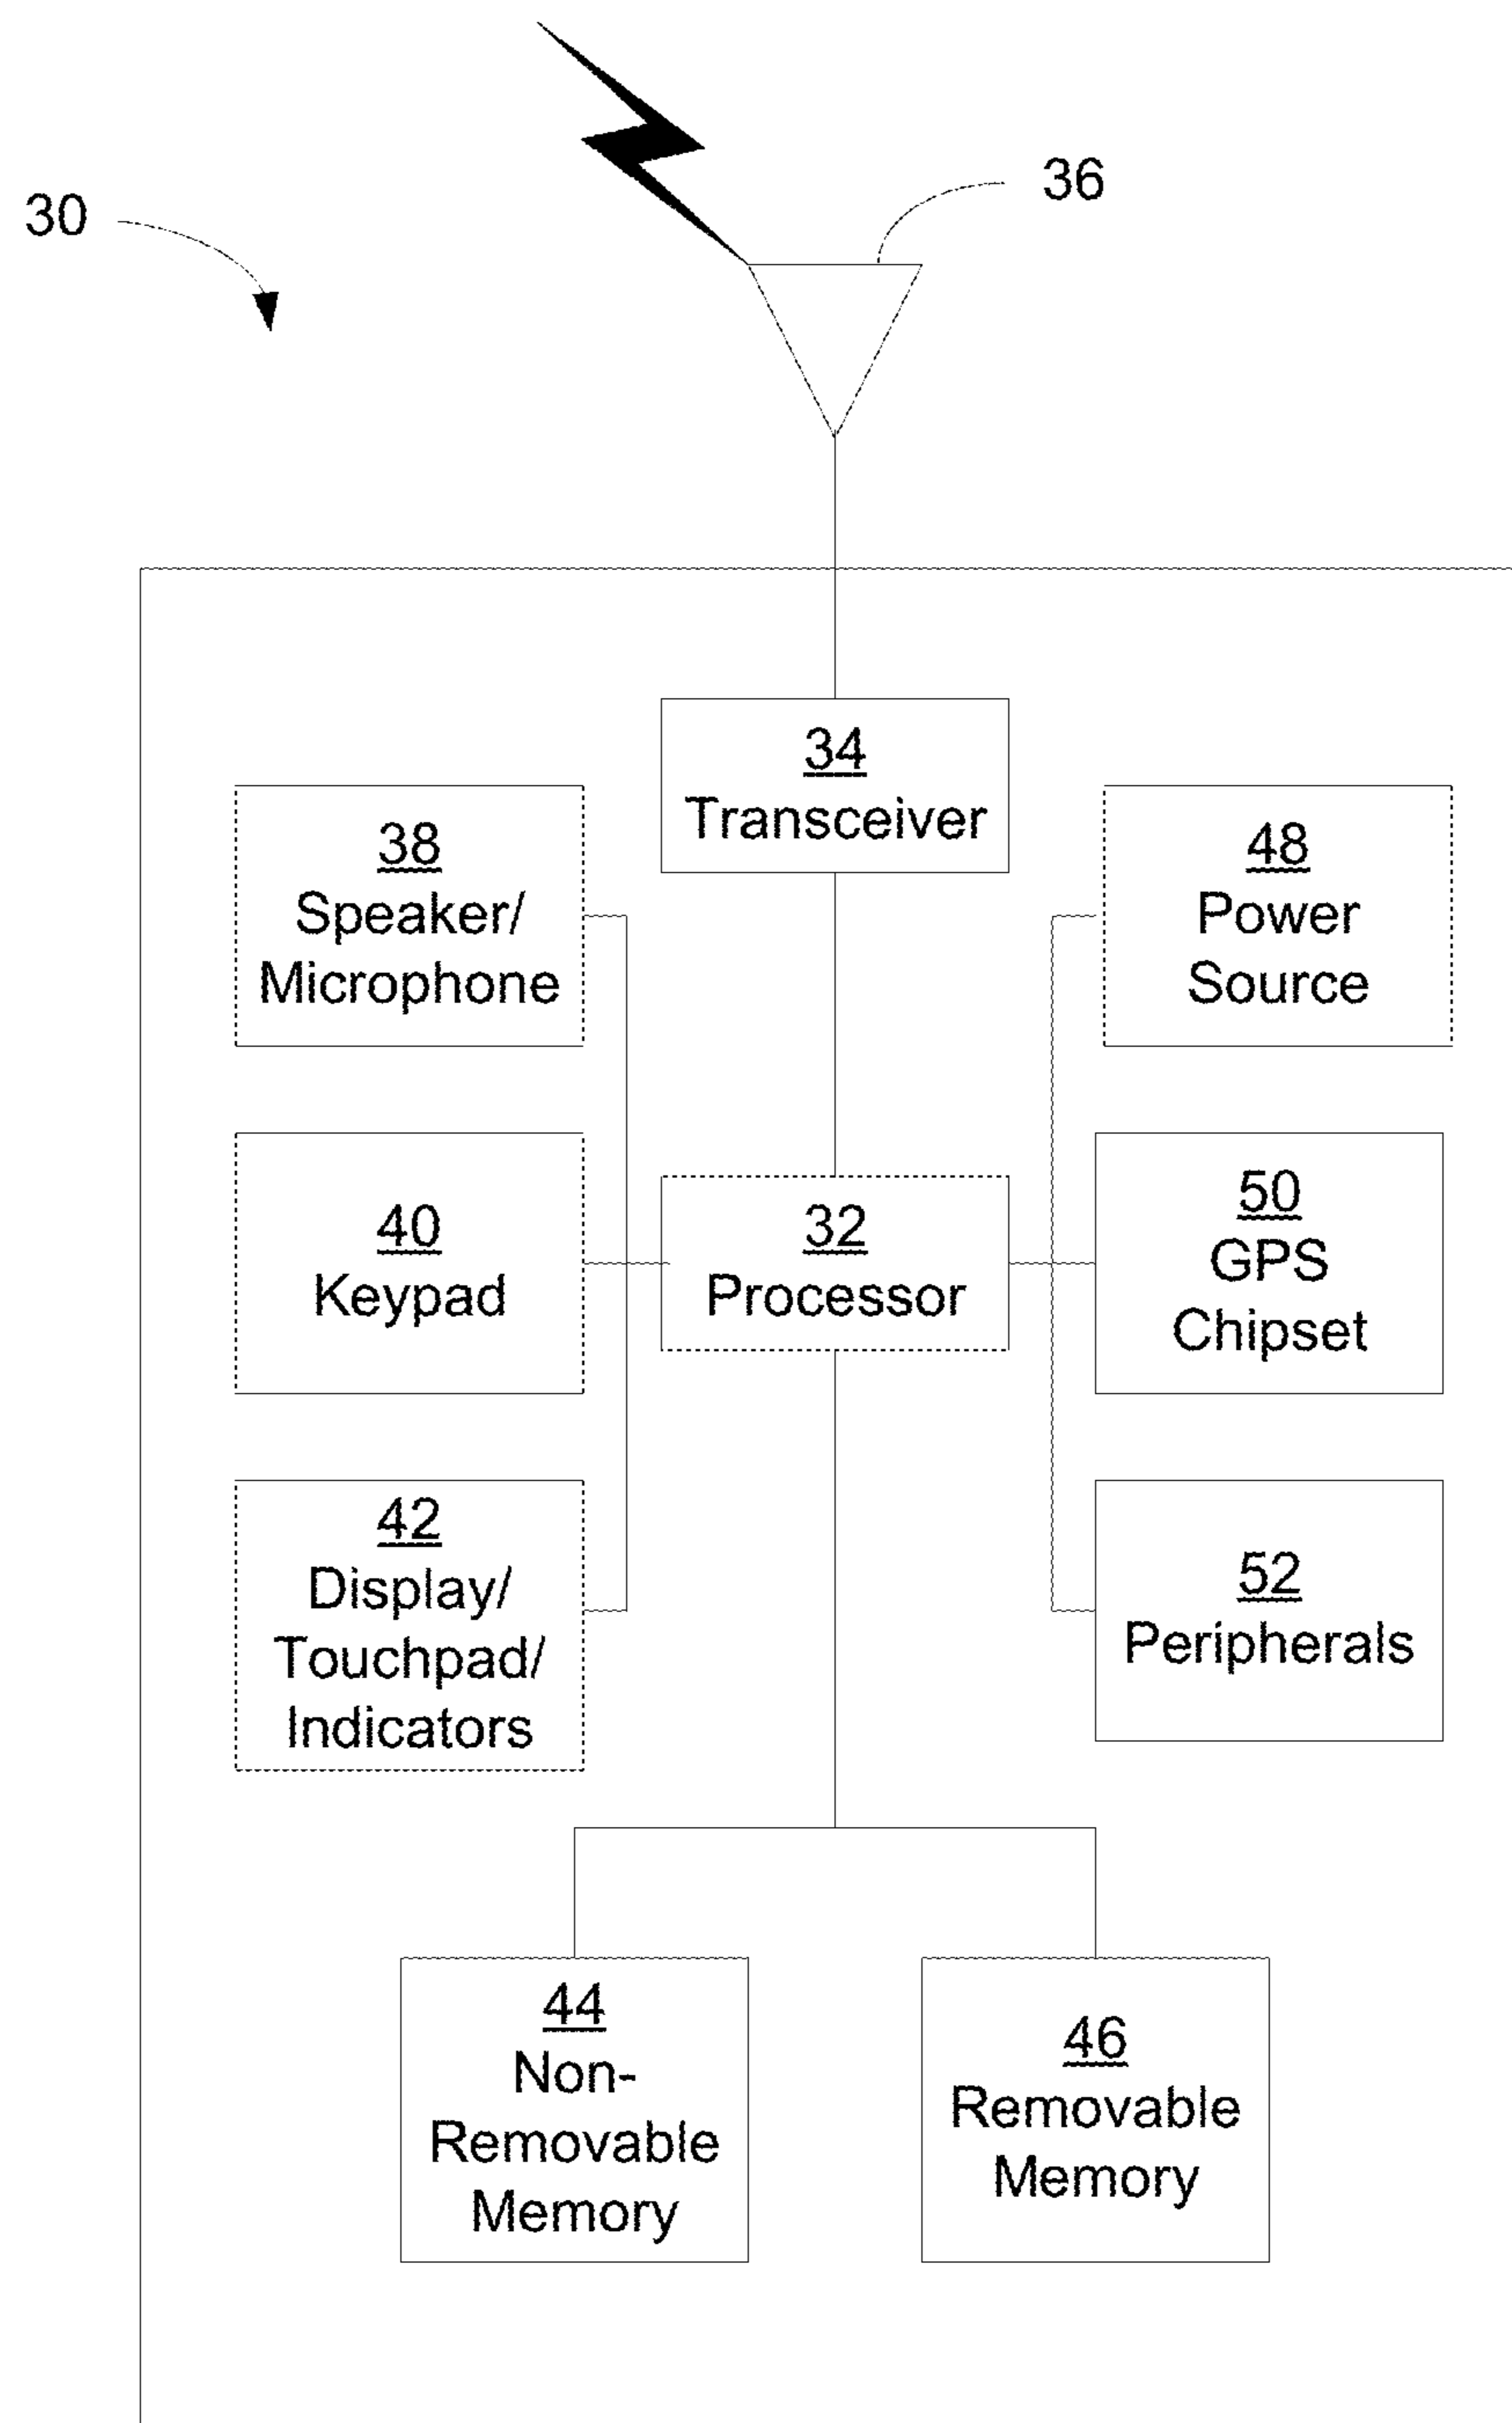 36
30
34
Transceiver
38
Speaker/
Microphone
48
Power
Source
40
Keypad
32
Processor
50
GPS
Chipset
42
Display/
Touchpad/
Indicators
52
Peripherals
44
Non-
Removable
Memory
46
Removable
Memory